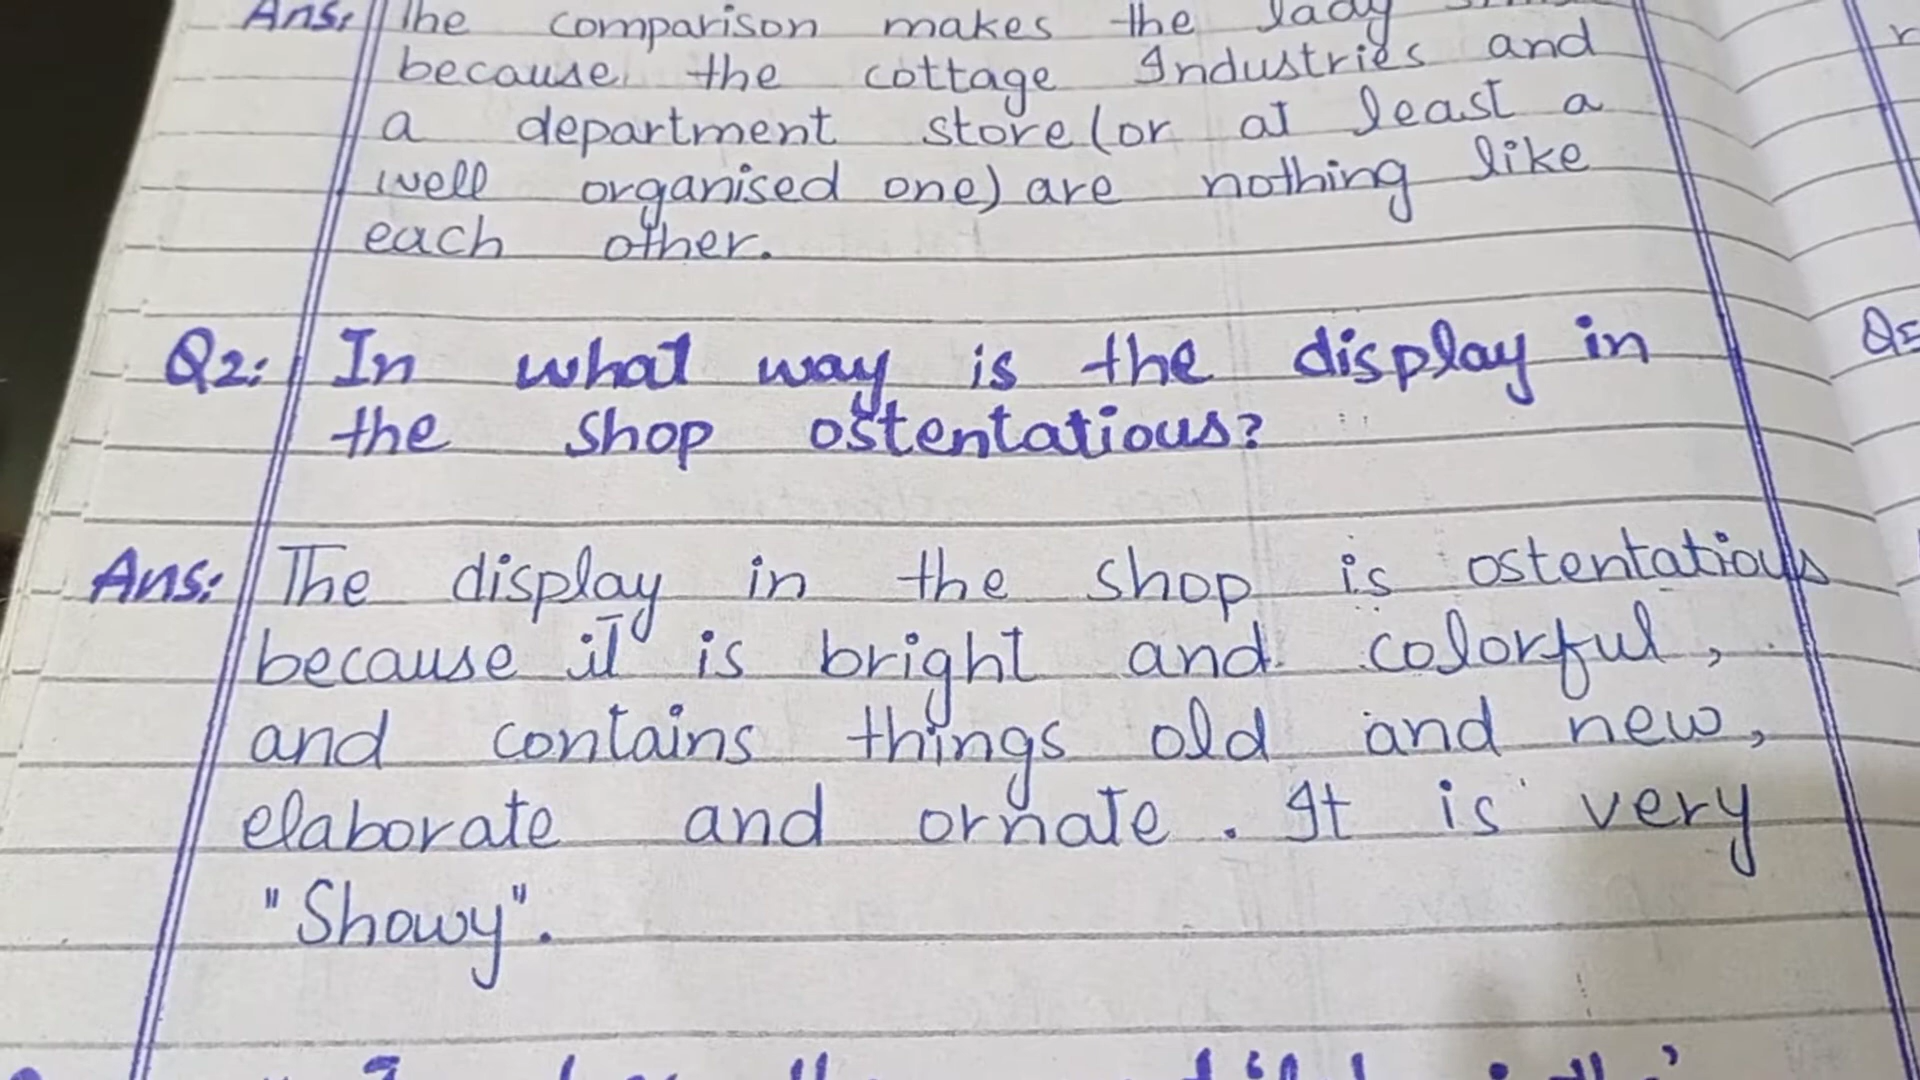 Ans: The comparison makes the lady
because the cottage Industries and
a department store (or at least a
well organised one) are nothing like
each other.
Q2: In what way is the display in
the shop ostentatious?
Ans: The display in the shop is ostentatious
because it is bright and colorful,
and contains things old and new,
elaborate and ornate. It is very
"Showy".